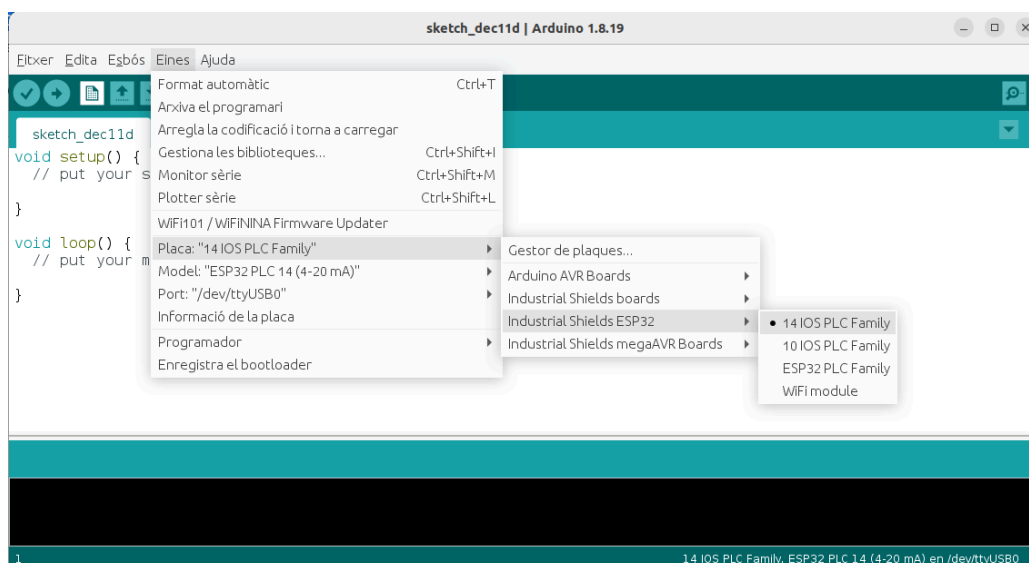 sketch_dec11d | Arduino 1.8.19
Fitxer Edita Esbós Eines Ajuda
sketch_dec11d
void setup() {
// put your s
}
void loop() {
// put your m
}
Format automàtic Ctrl+T
Arxiva el programari
Arregla la codificació i torna a carregar
Gestiona les biblioteques... Ctrl+Shift+I
Monitor sèrie Ctrl+Shift+M
Plotter sèrie Ctrl+Shift+L
WiFi101 / WiFiNINA Firmware Updater
Placa: "14 IOS PLC Family"
Model: "ESP32 PLC 14 (4-20 mA)"
Port: "/dev/ttyUSB0"
Informació de la placa
Programador
Enregistra el bootloader
Gestor de plaques...
Arduino AVR Boards
Industrial Shields boards
Industrial Shields ESP32
Industrial Shields megaAVR Boards
14 IOS PLC Family
10 IOS PLC Family
ESP32 PLC Family
WiFi module
1 14 IOS PLC Family, ESP32 PLC 14 (4-20 mA) en /dev/ttyUSB0